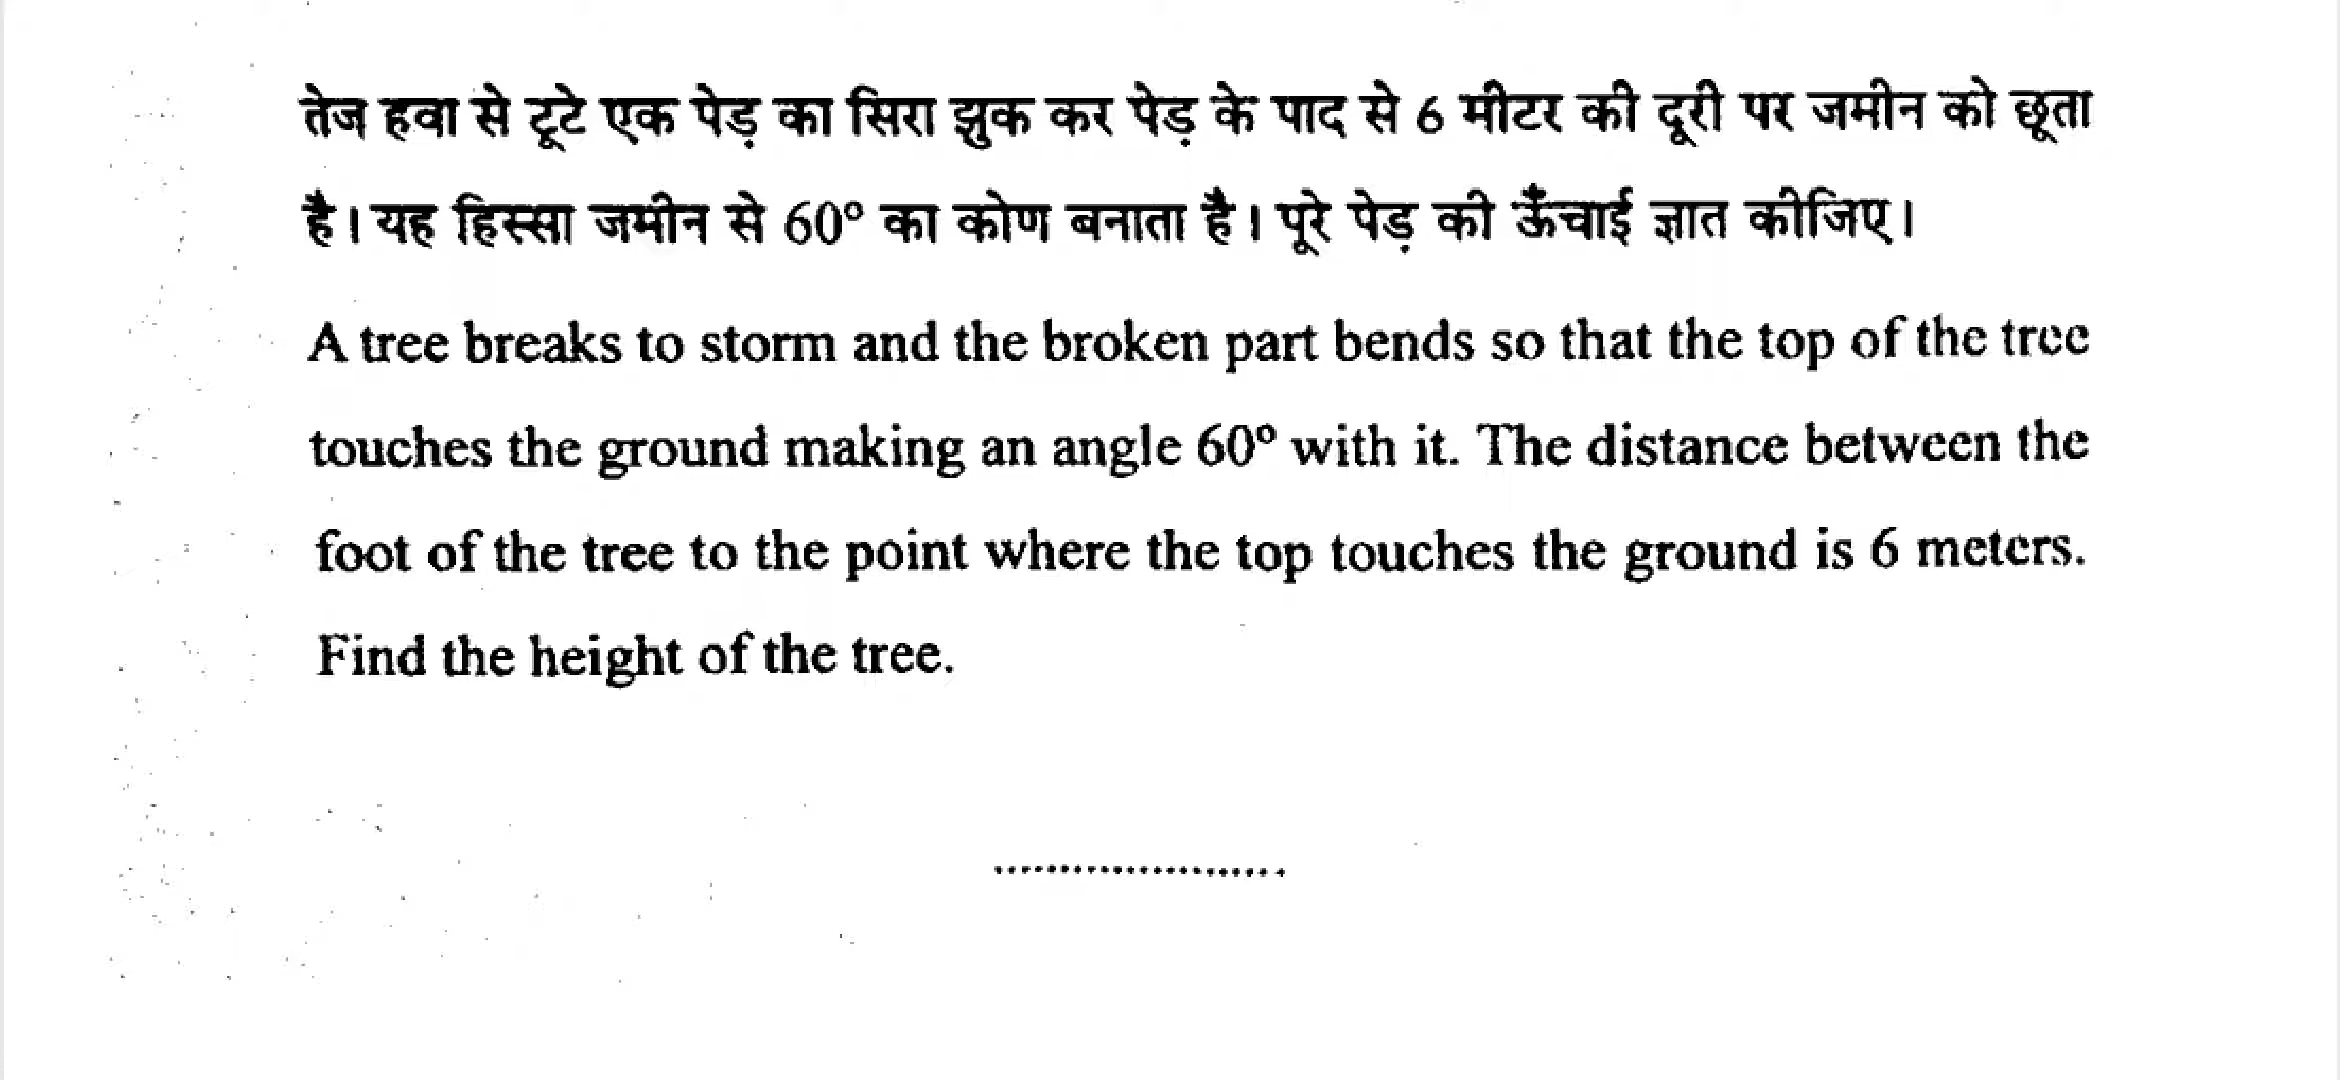 तेज हवा से टूटे एक पेड़ का सिरा झुक कर पेड़ के पाद से 6 मीटर की दूरी पर जमीन को छूता
है। यह हिस्सा जमीन से 60° का कोण बनाता है। पूरे पेड़ की ऊँचाई ज्ञात कीजिए।
A tree breaks to storm and the broken part bends so that the top of the tree
touches the ground making an angle 60° with it. The distance between the
foot of the tree to the point where the top touches the ground is 6 meters.
Find the height of the tree.
......................